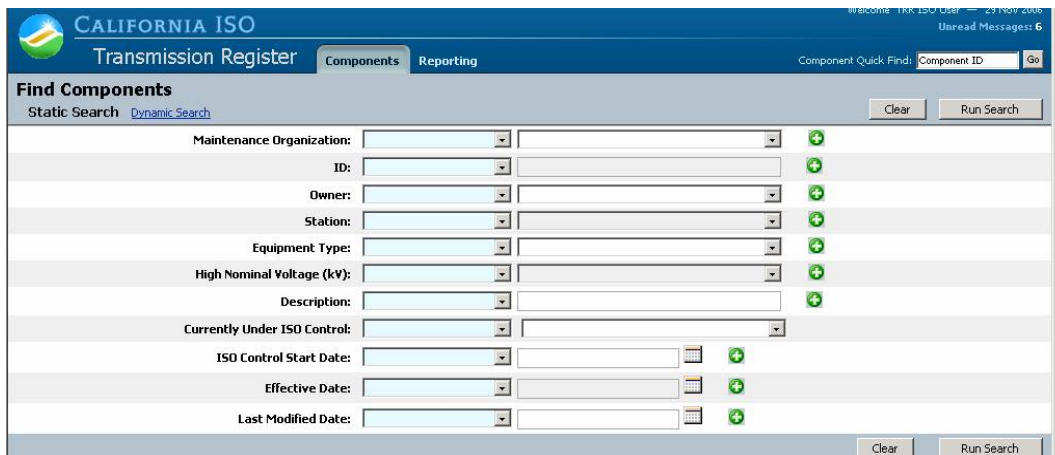 Welcome TRR ISO User — 29 Nov 2006
CALIFORNIA ISO
Unread Messages: 6
Transmission Register
Components
Reporting
Component Quick Find:
Component ID
Go
Find Components
Static Search
Dynamic Search
Clear
Run Search
Maintenance Organization:
ID:
Owner:
Station:
Equipment Type:
High Nominal Voltage (kV):
Description:
Currently Under ISO Control:
ISO Control Start Date:
Effective Date:
Last Modified Date:
Clear
Run Search